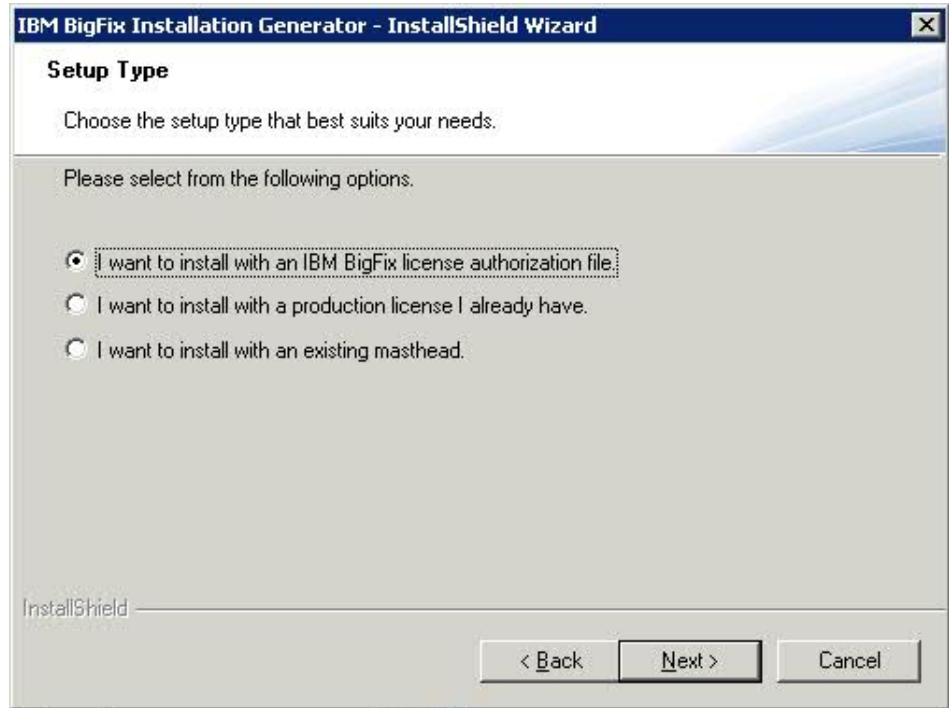 IBM BigFix Installation Generator - InstallShield Wizard
Setup Type
Choose the setup type that best suits your needs.
Please select from the following options.
I want to install with an IBM BigFix license authorization file.
I want to install with a production license I already have.
I want to install with an existing masthead.
InstallShield
< Back
Next >
Cancel